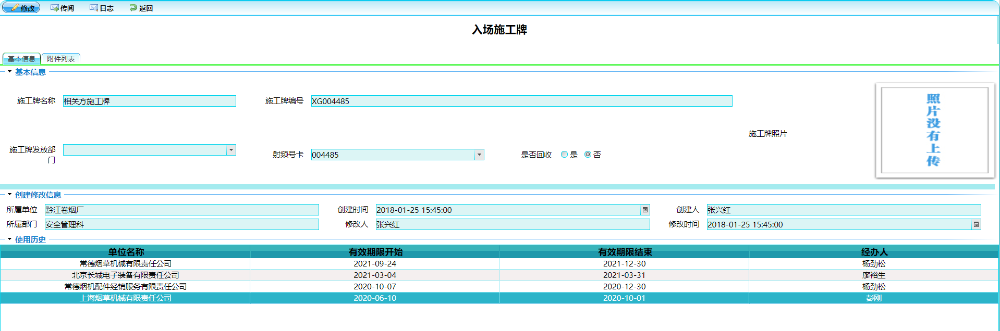 修改 传阅 日志 返回
入场施工牌
基本信息 附件列表
基本信息
施工牌名称 相关方施工牌 施工牌编号 XG004485
施工牌照片
照片没有上传
施工牌发放部门 射频号卡 004485 是否回收 是 否
创建修改信息
所属单位 黔江卷烟厂 创建时间 2018-01-25 15:45:00 创建人 张兴红
所属部门 安全管理科 修改人 张兴红 修改时间 2018-01-25 15:45:00
使用历史
单位名称 有效期限开始 有效期限结束 经办人
常德烟草机械有限责任公司 2021-09-24 2021-12-30 杨劲松
北京长城电子装备有限责任公司 2021-03-04 2021-03-31 廖裕生
常德烟机配件经销服务有限责任公司 2020-10-07 2020-12-30 杨劲松
上海烟草机械有限责任公司 2020-06-10 2020-10-01 彭刚